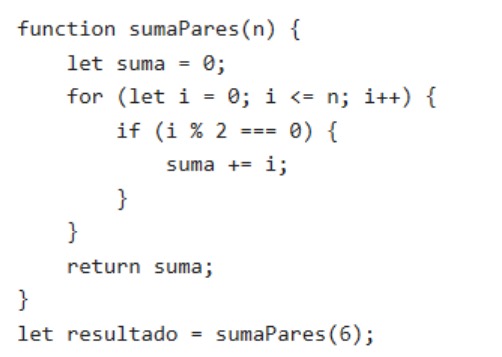 function sumaPares(n) {
    let suma = 0;
    for (let i = 0; i <= n; i++) {
        if (i % 2 === 0) {
            suma += i;
        }
    }
    return suma;
}
let resultado = sumaPares(6);